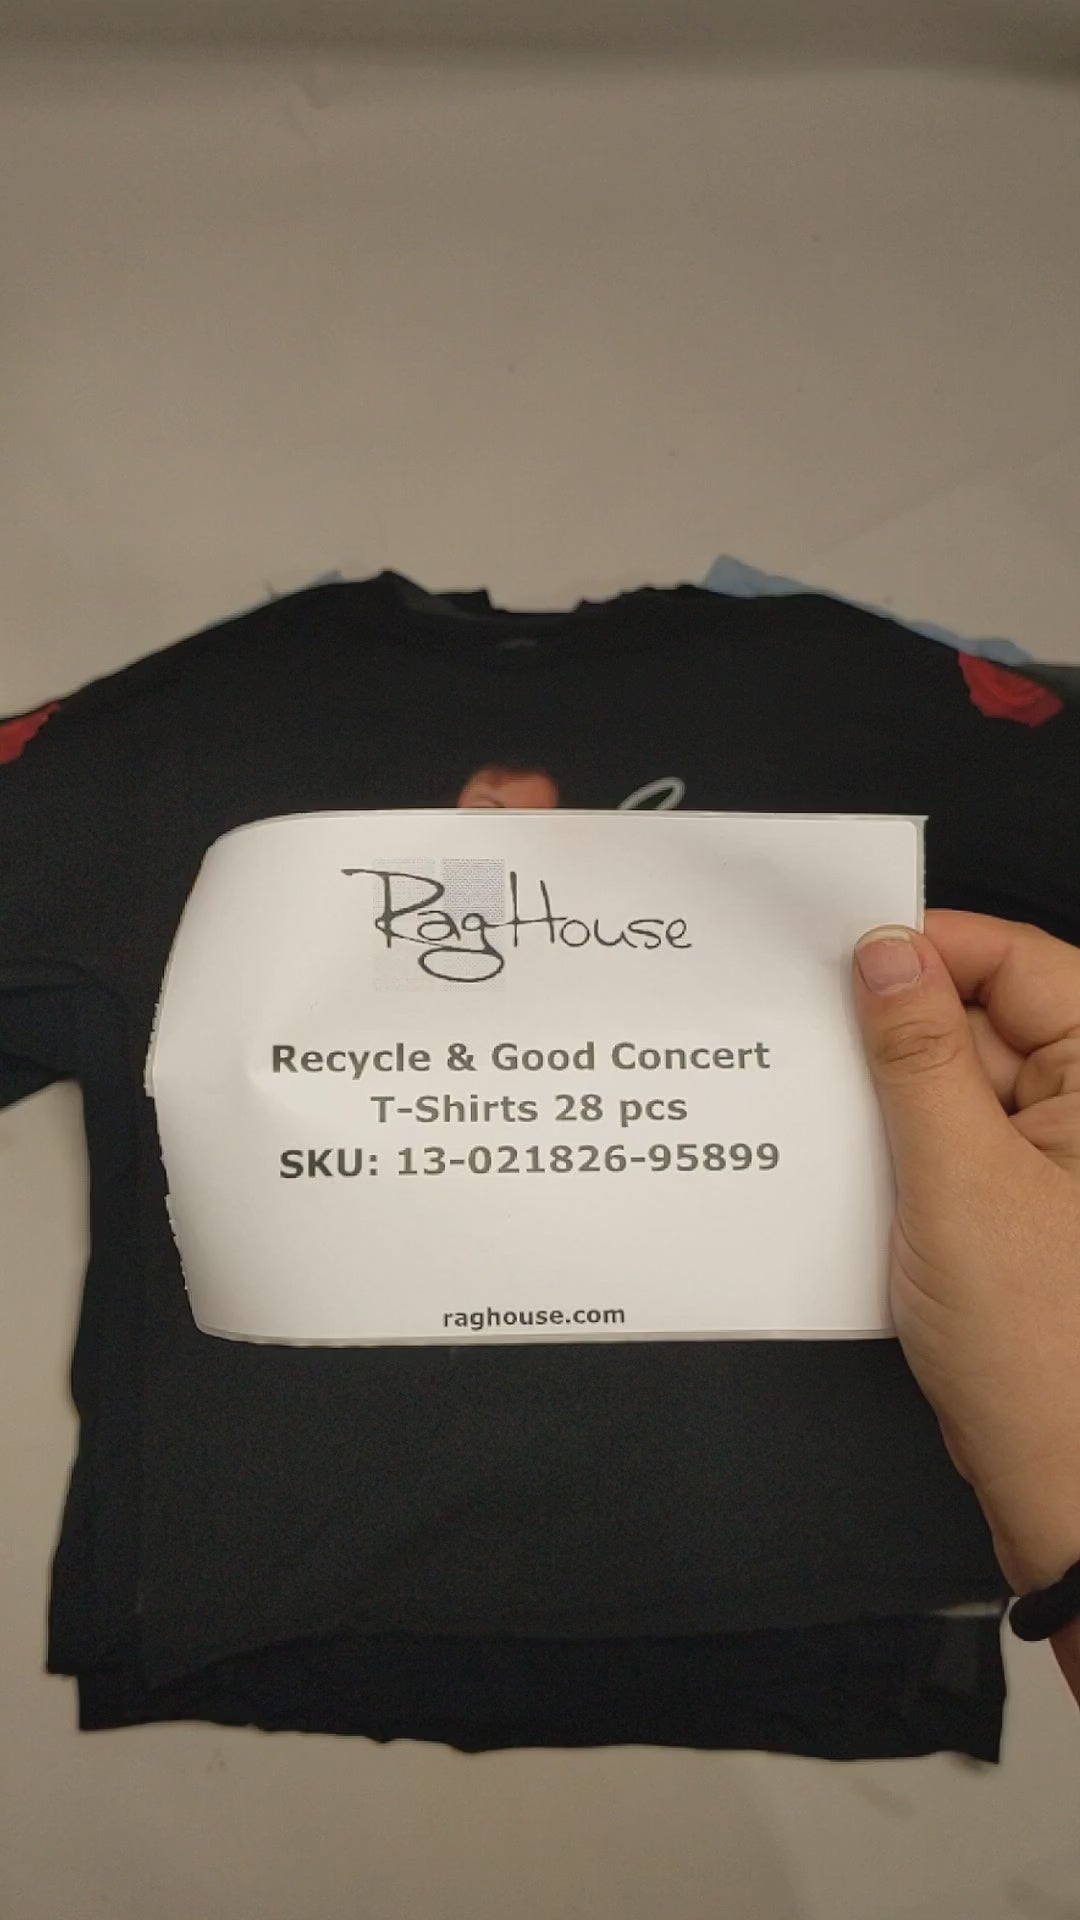 RagHouse
Recycle & Good Concert
T-Shirts 28 pcs
SKU: 13-021826-95899
raghouse.com